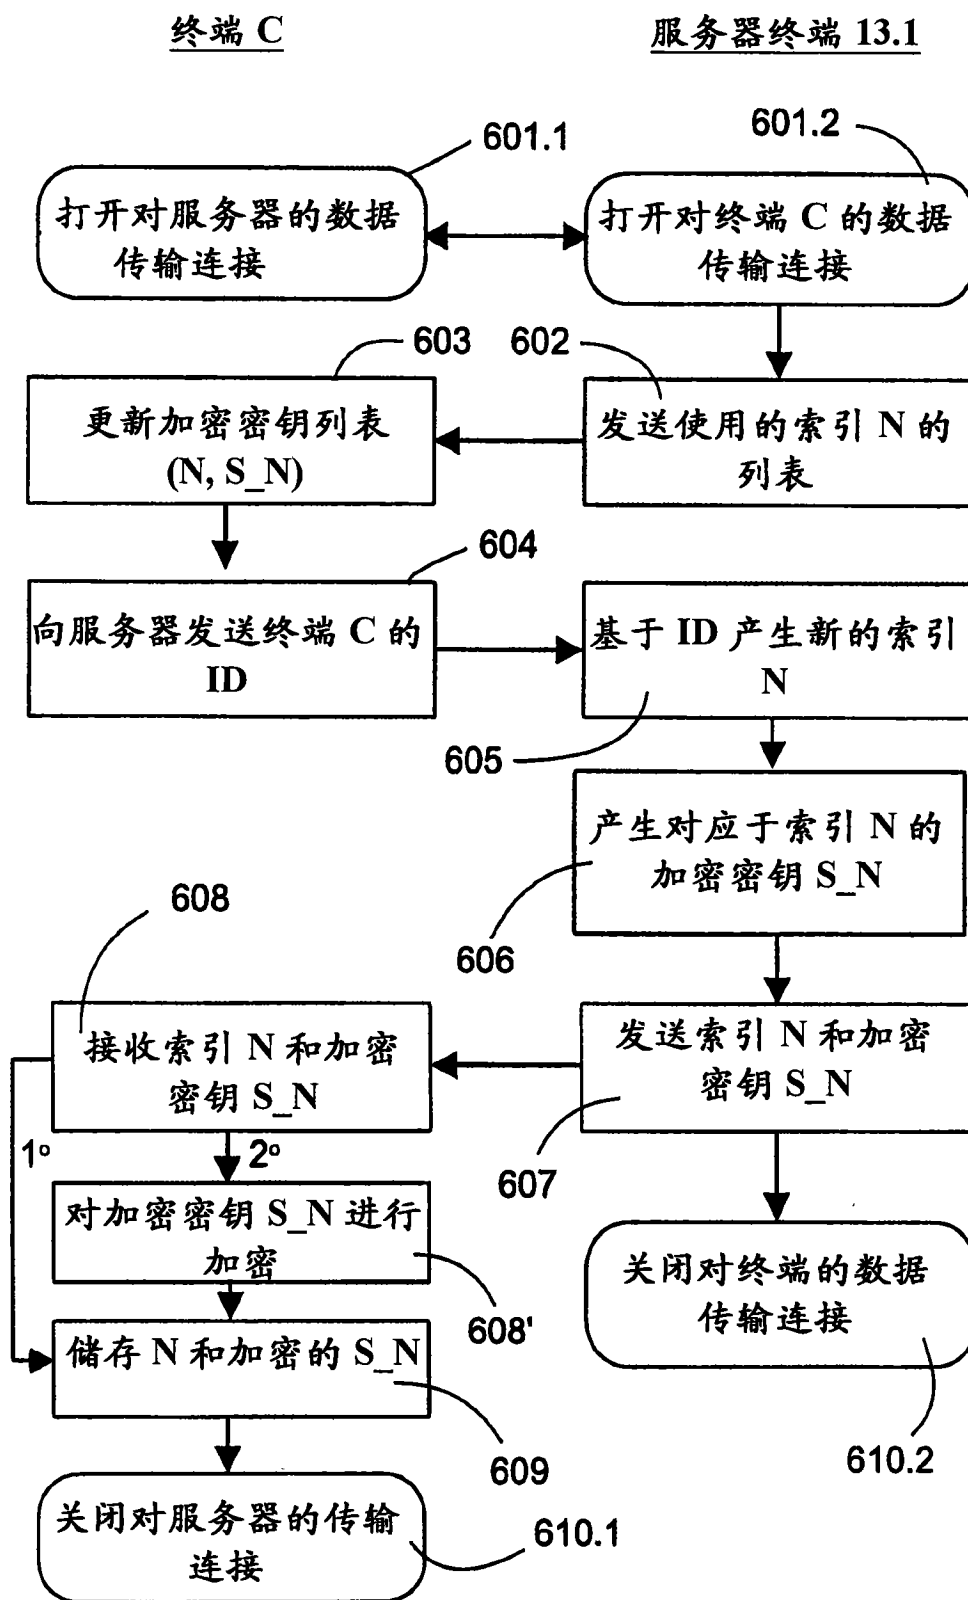 终端 C
服务器终端 13.1
601.1
601.2
打开对服务器的数据
传输连接
打开对终端 C 的数据
传输连接
603
602
更新加密密钥列表
(N, S_N)
发送使用的索引 N 的
列表
604
向服务器发送终端 C 的
ID
基于 ID 产生新的索引
N
605
产生对应于索引 N 的
加密密钥 S_N
606
608
接收索引 N 和加密
密钥 S_N
发送索引 N 和加密
密钥 S_N
607
1º
2º
对加密密钥 S_N 进行
加密
608'
关闭对终端的数据
传输连接
610.2
储存 N 和加密的 S_N
609
关闭对服务器的传输
连接
610.1